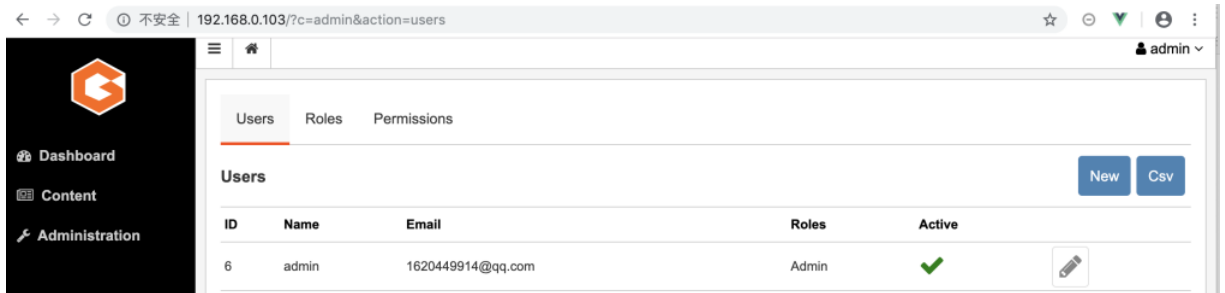 不安全 | 192.168.0.103/?c=admin&action=users
admin
Users Roles Permissions
Dashboard
Users New Csv
Content
ID Name Email Roles Active
Administration
6 admin 1620449914@qq.com Admin